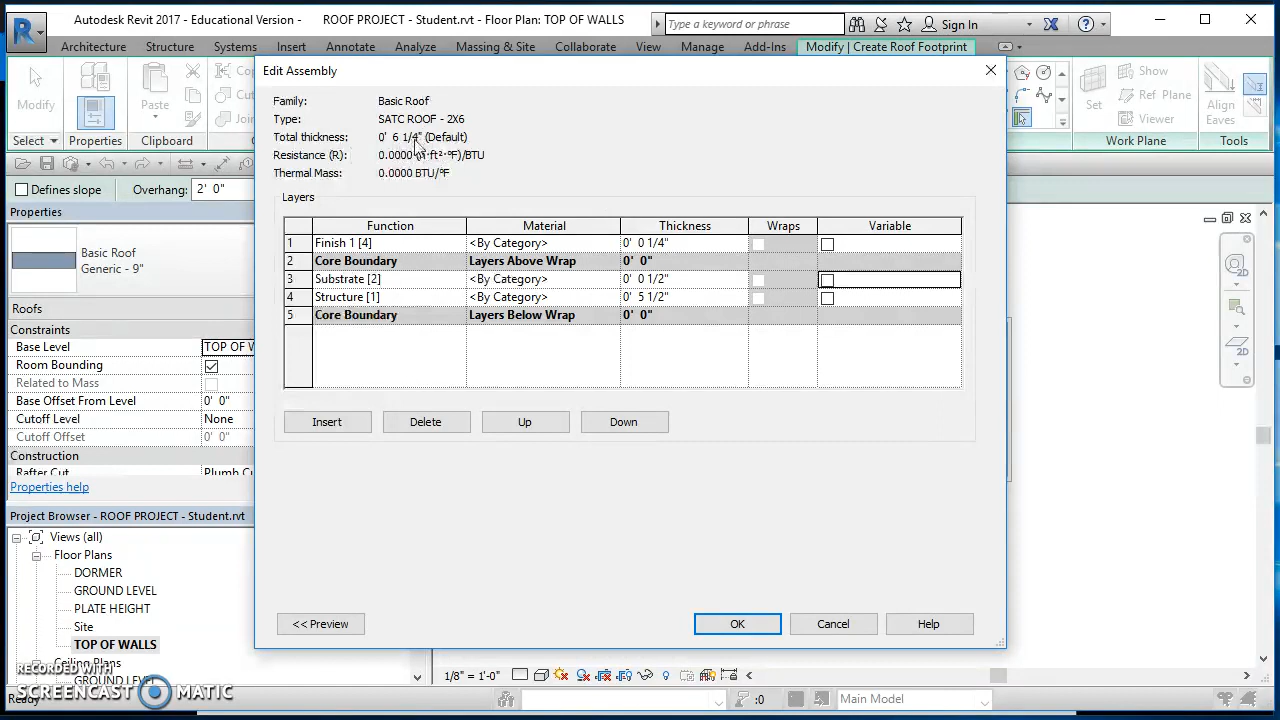 Autodesk Revit 2017 - Educational Version - ROOF PROJECT - Student.rvt - Floor Plan: TOP OF WALLS
Type a keyword or phrase
Sign In
Architecture Structure Systems Insert Annotate Analyze Massing & Site Collaborate View Manage Add-Ins Modify | Create Roof Footprint
Modify
Paste
Select
Properties
Clipboard
Show
Ref Plane
Viewer
Set
Work Plane
Align
Eaves
Tools
Defines slope
Overhang: 2' 0"
Properties
Basic Roof
Generic - 9"
Roofs
Constraints
Base Level TOP OF W
Room Bounding
Related to Mass
Base Offset From Level 0' 0"
Cutoff Level None
Cutoff Offset 0' 0"
Construction
Rafter Cut Plumb Cu
Properties help
Project Browser - ROOF PROJECT - Student.rvt
Views (all)
Floor Plans
DORMER
GROUND LEVEL
PLATE HEIGHT
Site
TOP OF WALLS
Ceiling Plans
GROUND LEVEL
RECORDED WITH
SCREENCAST MATIC
Ready
Edit Assembly
Family: Basic Roof
Type: SATC ROOF - 2X6
Total thickness: 0' 6 1/4" (Default)
Resistance (R): 0.0000 (h·ft²·°F)/BTU
Thermal Mass: 0.0000 BTU/°F
Layers
Function Material Thickness Wraps Variable
1 Finish 1 [4] <By Category> 0' 0 1/4"
2 Core Boundary Layers Above Wrap 0' 0"
3 Substrate [2] <By Category> 0' 0 1/2"
4 Structure [1] <By Category> 0' 5 1/2"
5 Core Boundary Layers Below Wrap 0' 0"
Insert Delete Up Down
<< Preview OK Cancel Help
1/8" = 1'-0"
:0
Main Model
2D
2D